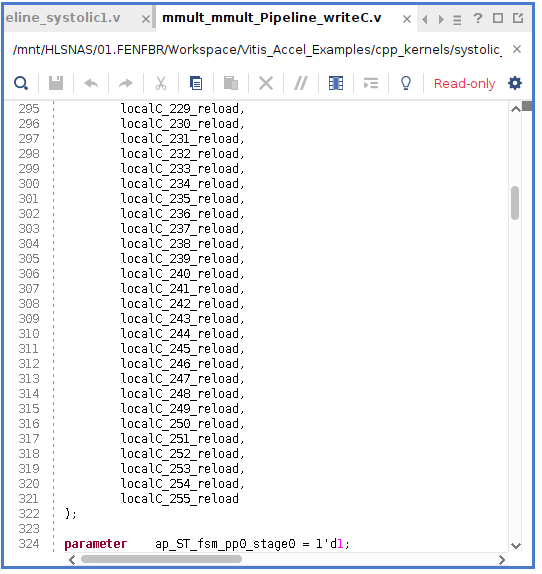 eline_systolic1.v × mmult_mmult_Pipeline_writeC.v ×
/mnt/HLSNAS/01.FENFBR/Workspace/Vitis_Accel_Examples/cpp_kernels/systolic_ ×
Read-only
295 localC_229_reload,
296 localC_230_reload,
297 localC_231_reload,
298 localC_232_reload,
299 localC_233_reload,
300 localC_234_reload,
301 localC_235_reload,
302 localC_236_reload,
303 localC_237_reload,
304 localC_238_reload,
305 localC_239_reload,
306 localC_240_reload,
307 localC_241_reload,
308 localC_242_reload,
309 localC_243_reload,
310 localC_244_reload,
311 localC_245_reload,
312 localC_246_reload,
313 localC_247_reload,
314 localC_248_reload,
315 localC_249_reload,
316 localC_250_reload,
317 localC_251_reload,
318 localC_252_reload,
319 localC_253_reload,
320 localC_254_reload,
321 localC_255_reload
322 );
323
324 parameter ap_ST_fsm_pp0_stage0 = 1'd1;